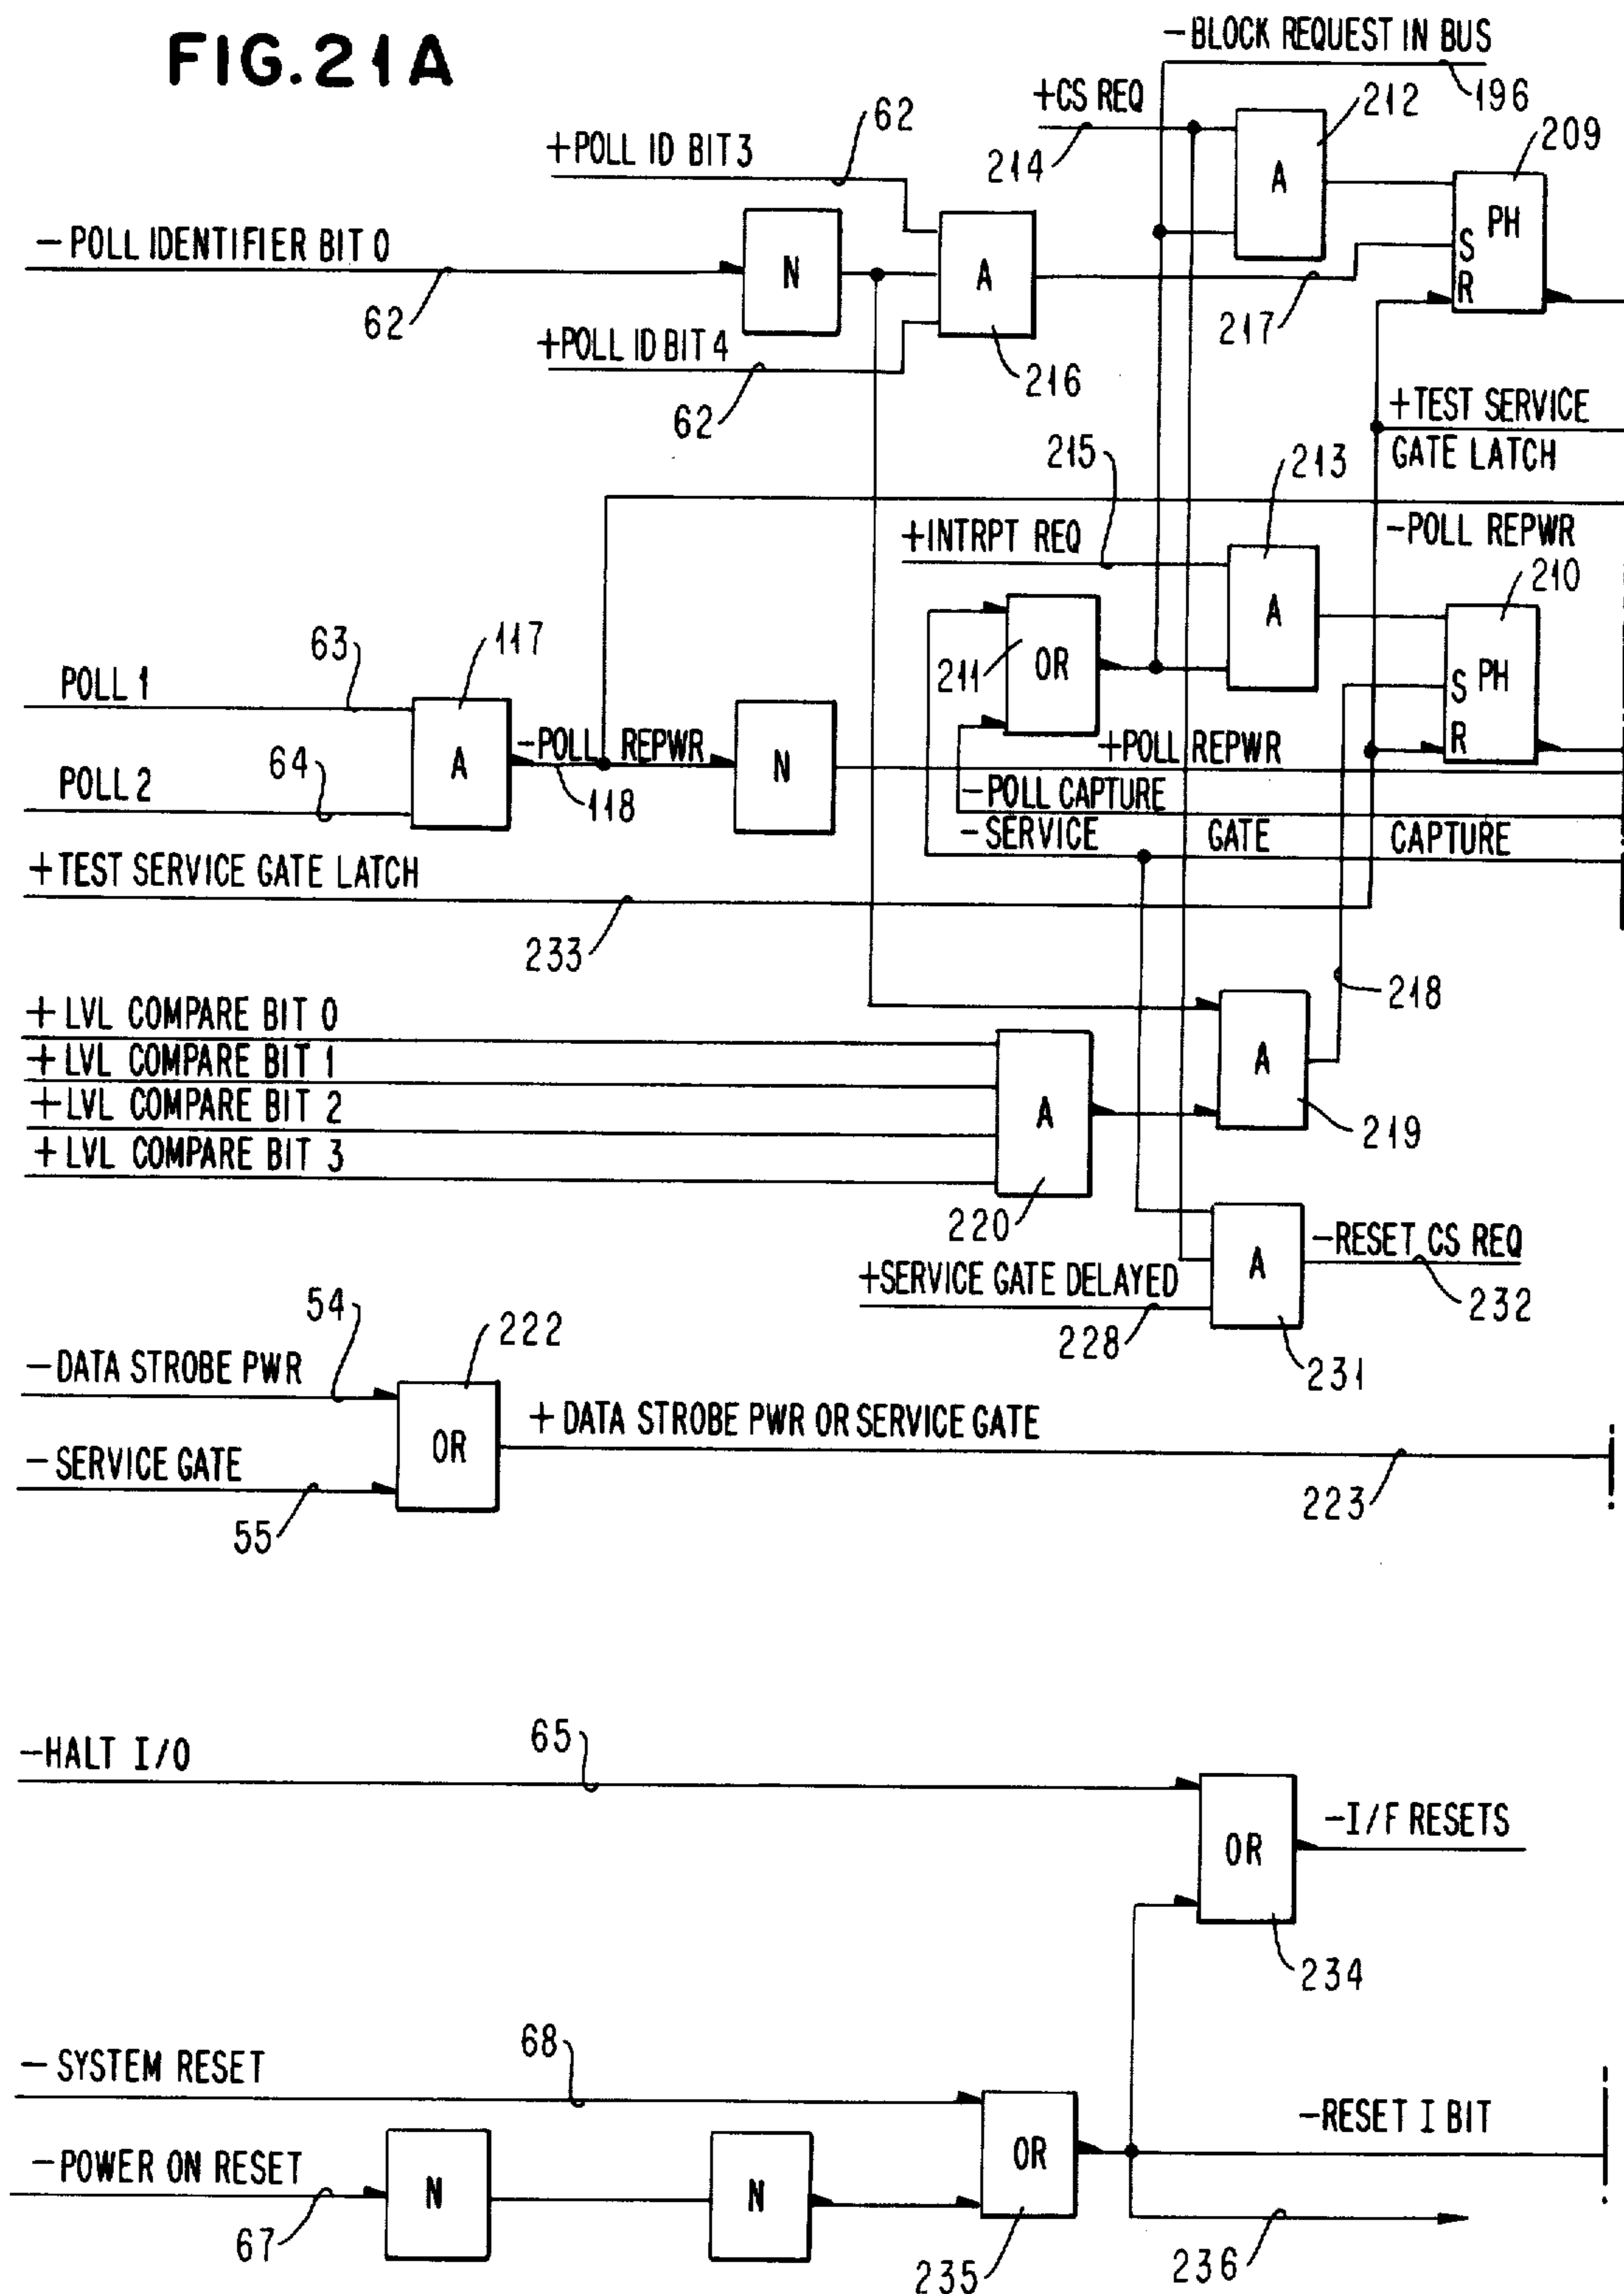 FIG.21A
-BLOCK REQUEST IN BUS
196
+CS REQ
214
212
209
A
PH
S
R
+POLL ID BIT 3
62
-POLL IDENTIFIER BIT 0
62
N
A
+POLL ID BIT 4
62
216
217
+TEST SERVICE
GATE LATCH
215
213
+INTRPT REQ
A
-POLL REPWR
210
S PH
R
211
OR
POLL 1
63
117
A
POLL 2
64
-POLL REPWR
118
N
+POLL REPWR
-POLL CAPTURE
-SERVICE GATE CAPTURE
+TEST SERVICE GATE LATCH
233
218
+LVL COMPARE BIT 0
+LVL COMPARE BIT 1
+LVL COMPARE BIT 2
+LVL COMPARE BIT 3
A
220
A
219
+SERVICE GATE DELAYED
228
A
231
-RESET CS REQ
232
-DATA STROBE PWR
54
222
OR
-SERVICE GATE
55
+DATA STROBE PWR OR SERVICE GATE
223
-HALT I/O
65
OR
234
-I/F RESETS
-SYSTEM RESET
68
-POWER ON RESET
67
N
N
OR
235
-RESET I BIT
236